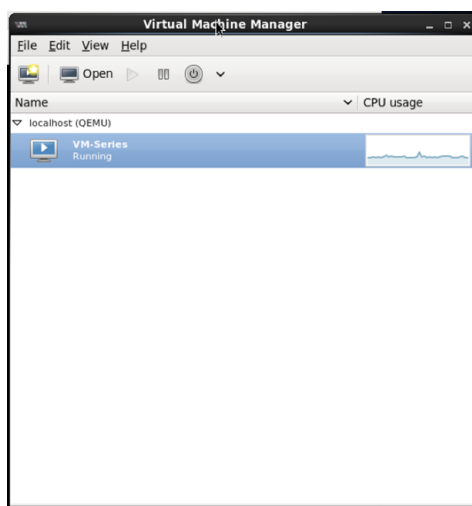 Virtual Machine Manager
File Edit View Help
Open
Name CPU usage
localhost (QEMU)
VM-Series
Running